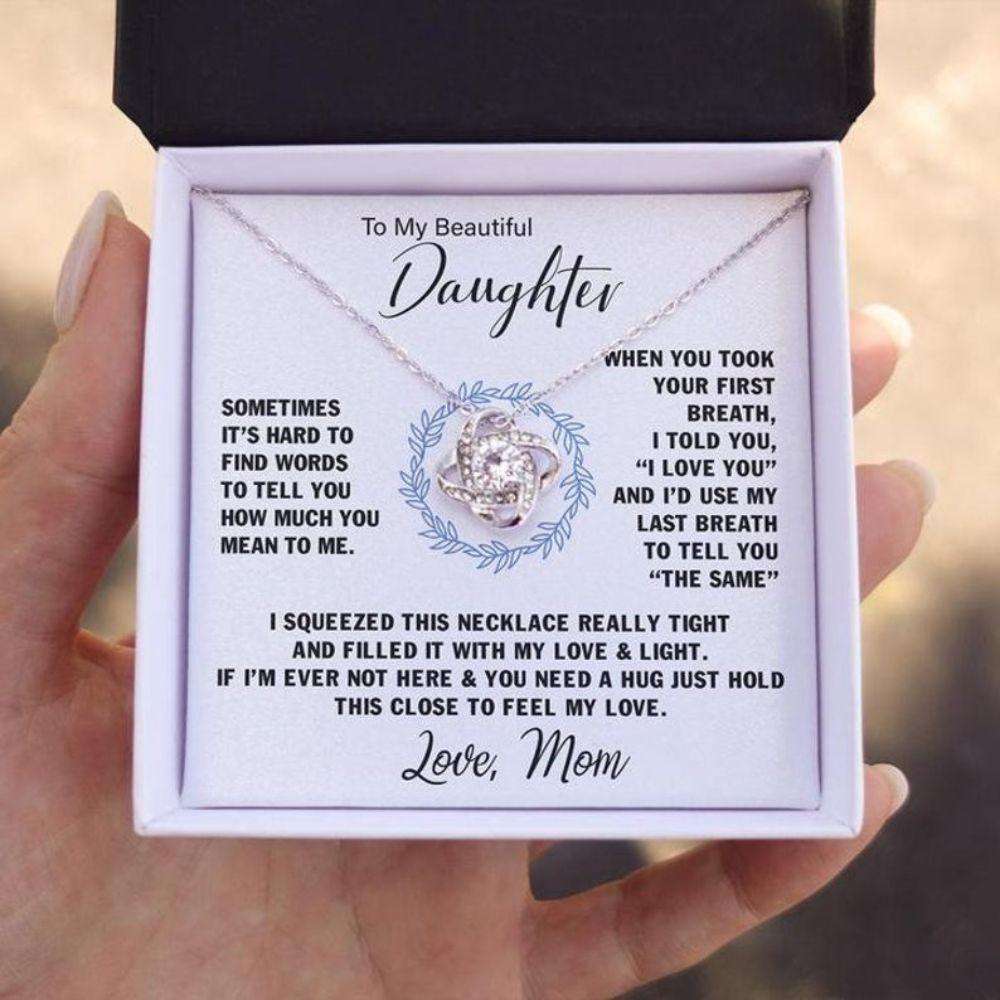 To My Beautiful
Daughter
SOMETIMES
IT'S HARD TO
FIND WORDS
TO TELL YOU
HOW MUCH YOU
MEAN TO ME.
WHEN YOU TOOK
YOUR FIRST
BREATH,
I TOLD YOU,
“I LOVE YOU”
AND I'D USE MY
LAST BREATH
TO TELL YOU
“THE SAME”
I SQUEEZED THIS NECKLACE REALLY TIGHT
AND FILLED IT WITH MY LOVE & LIGHT.
IF I'M EVER NOT HERE & YOU NEED A HUG JUST HOLD
THIS CLOSE TO FEEL MY LOVE.
Love, Mom